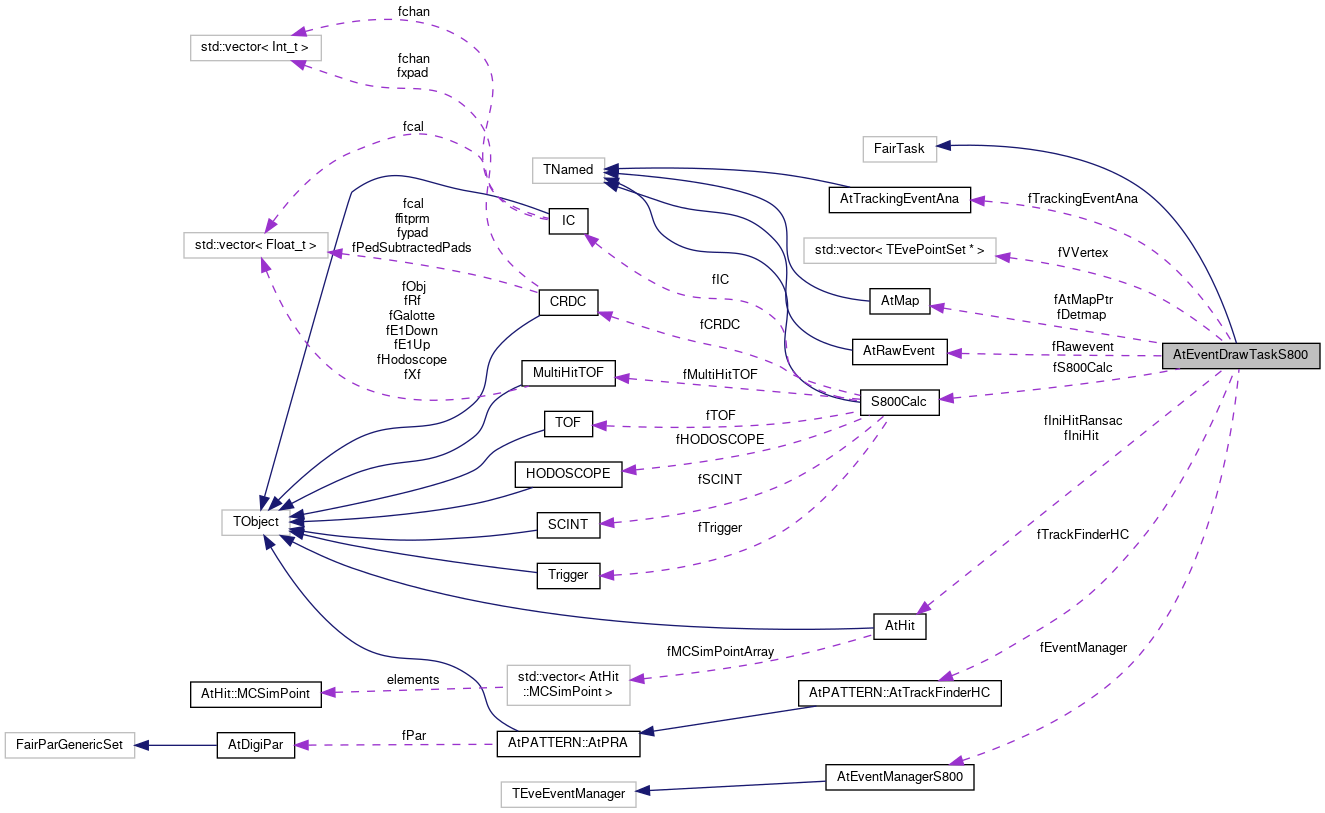 fchan
std::vector< Int_t >
fchan
fxpad
fcal
FairTask
TNamed
AtTrackingEventAna
fTrackingEventAna
fcal
ffitprm
fypad
fPedSubtractedPads
IC
std::vector< Float_t >
std::vector< TEvePointSet * >
fVVertex
fIC
fObj
fRf
fGalotte
fE1Down
fE1Up
fHodoscope
fXf
CRDC
AtMap
fAtMapPtr
fDetmap
fCRDC
AtRawEvent
fRawevent
AtEventDrawTaskS800
fS800Calc
MultiHitTOF
fMultiHitTOF
S800Calc
TOF
fTOF
fIniHitRansac
fIniHit
fHODOSCOPE
HODOSCOPE
fSCINT
TObject
SCINT
fTrigger
fTrackFinderHC
Trigger
AtHit
fMCSimPointArray
fEventManager
elements
std::vector< AtHit
::MCSimPoint >
AtHit::MCSimPoint
AtPATTERN::AtTrackFinderHC
fPar
FairParGenericSet
AtDigiPar
AtPATTERN::AtPRA
AtEventManagerS800
TEveEventManager